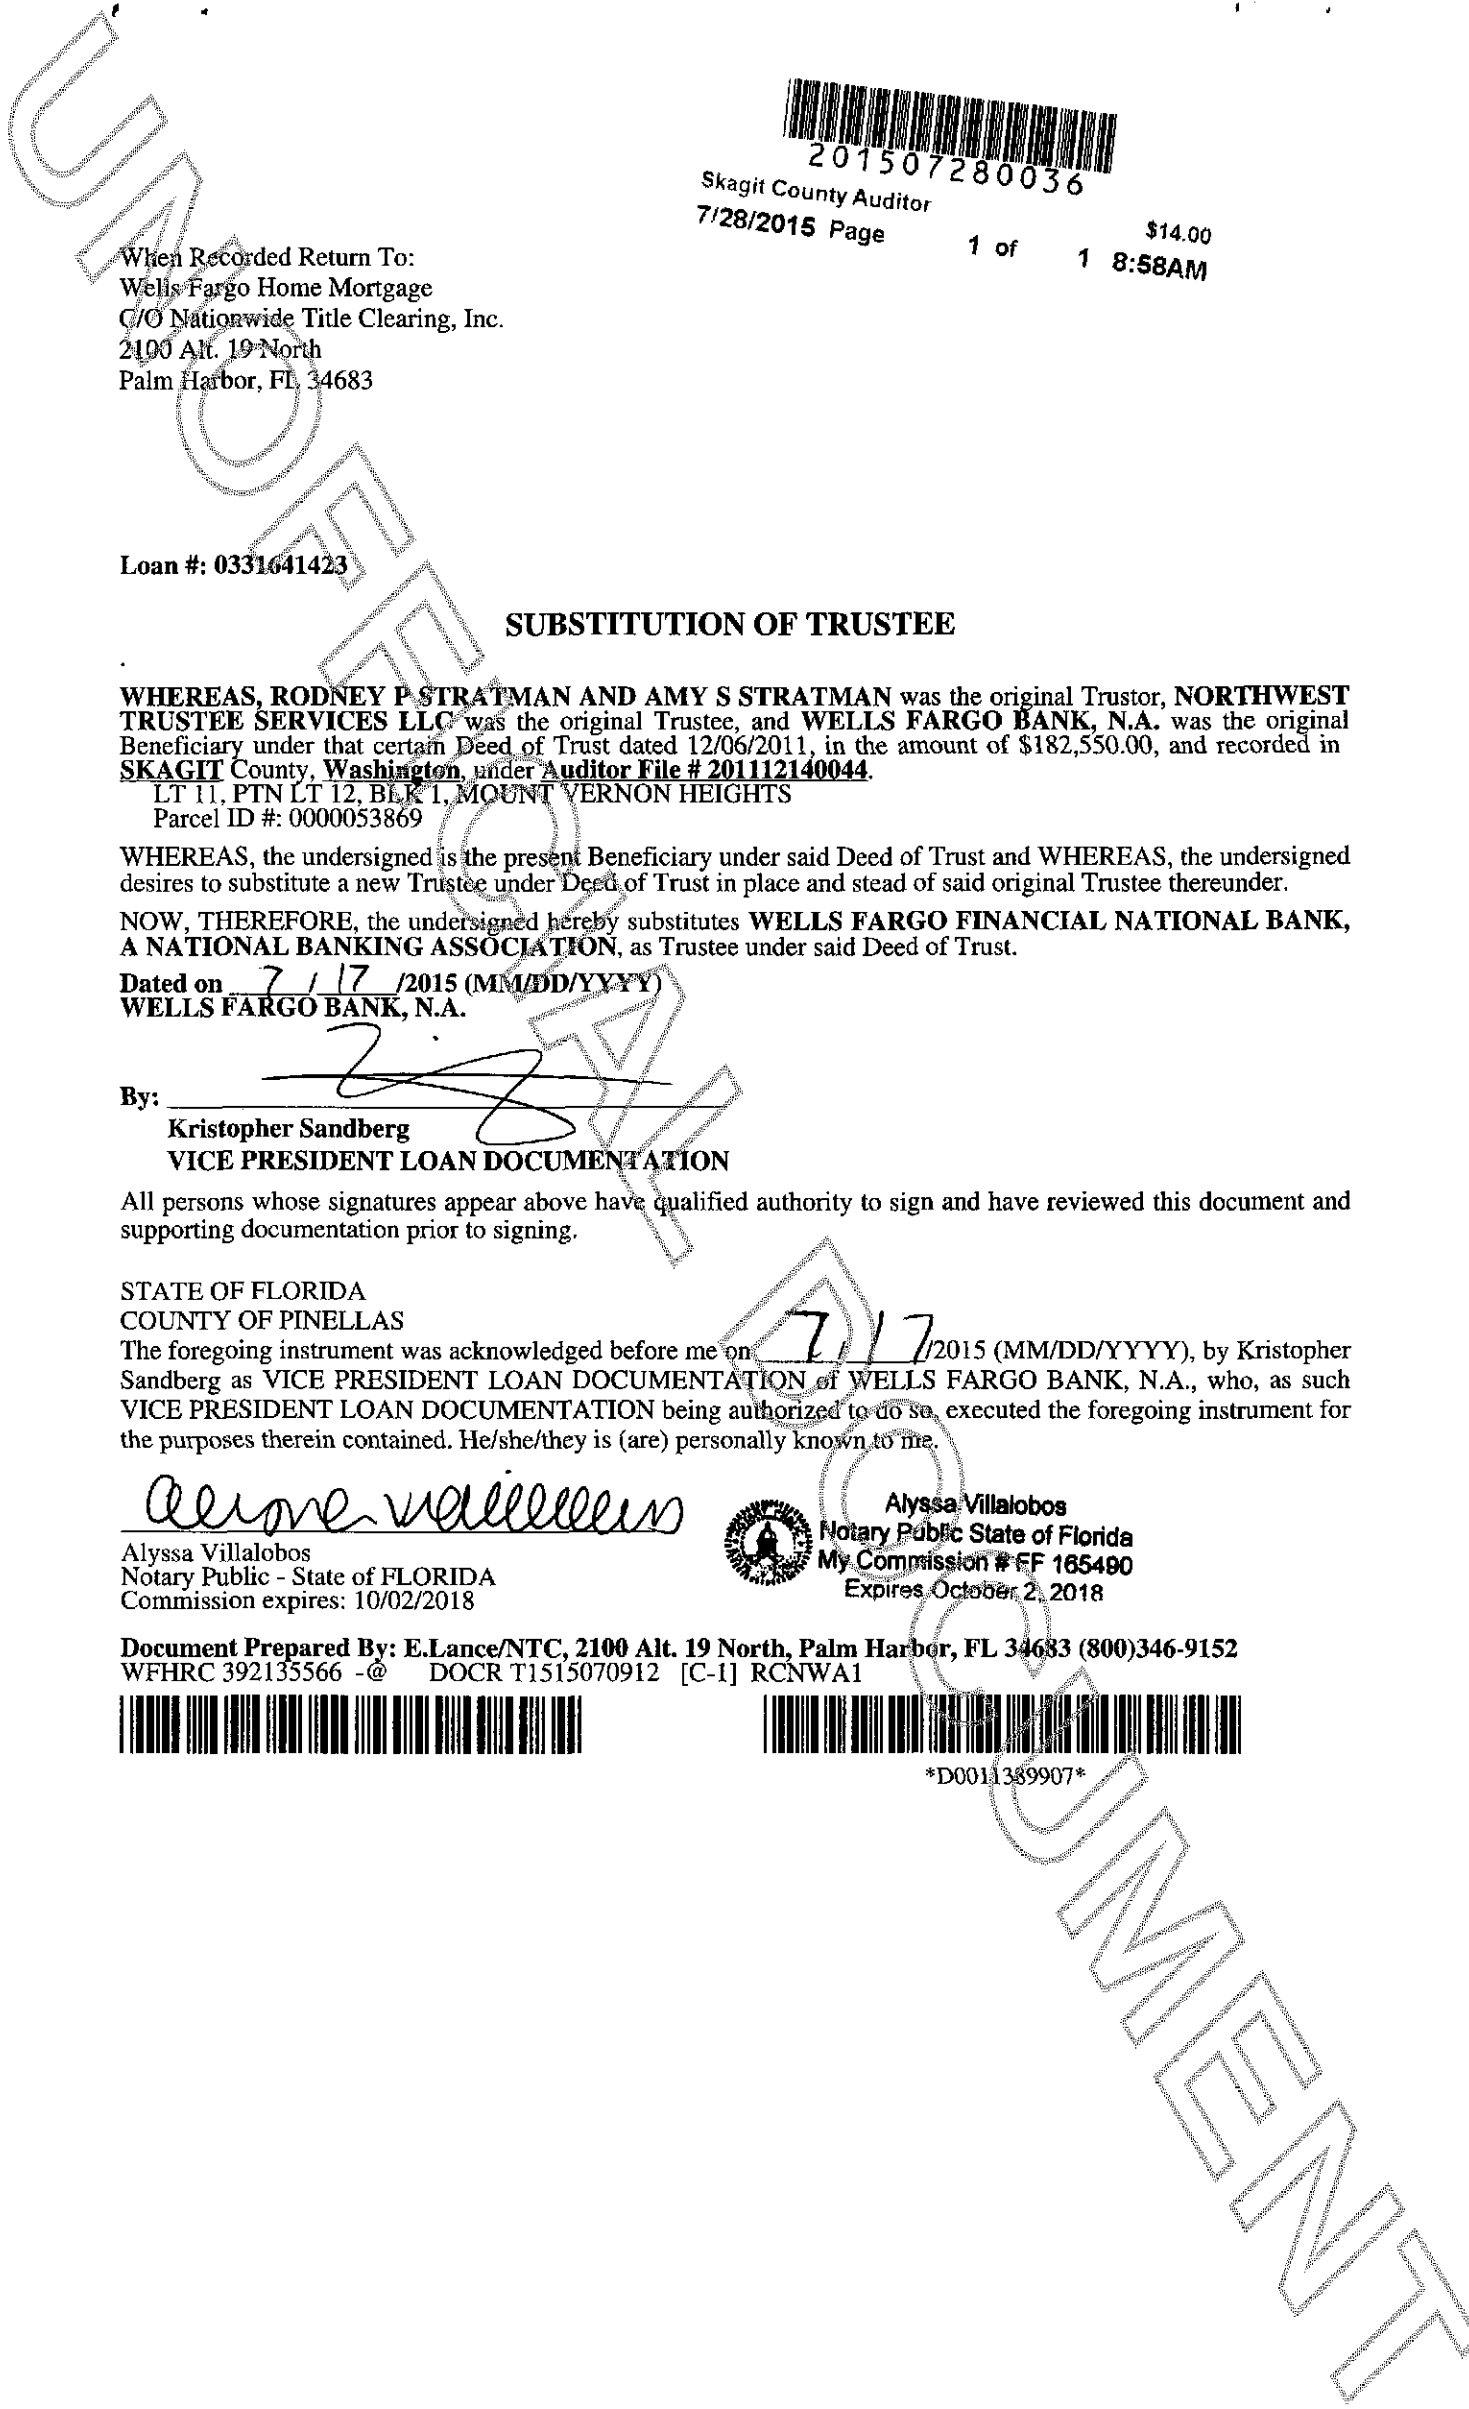 201507280036
Skagit County Auditor
$14.00
7/28/2015 Page 1 of 1 8:58AM
When Recorded Return To:
Wells Fargo Home Mortgage
C/O Nationwide Title Clearing, Inc.
2100 Alt. 19 North
Palm Harbor, FL 34683
Loan #: 0331641423
SUBSTITUTION OF TRUSTEE
WHEREAS, RODNEY P STRATMAN AND AMY S STRATMAN was the original Trustor, NORTHWEST
TRUSTEE SERVICES LLC was the original Trustee, and WELLS FARGO BANK, N.A. was the original
Beneficiary under that certain Deed of Trust dated 12/06/2011, in the amount of $182,550.00, and recorded in
SKAGIT County, Washington, under Auditor File # 201112140044.
LT 11, PTN LT 12, BLK 1, MOUNT VERNON HEIGHTS
Parcel ID #: 0000053869
WHEREAS, the undersigned is the present Beneficiary under said Deed of Trust and WHEREAS, the undersigned
desires to substitute a new Trustee under Deed of Trust in place and stead of said original Trustee thereunder.
NOW, THEREFORE, the undersigned hereby substitutes WELLS FARGO FINANCIAL NATIONAL BANK,
A NATIONAL BANKING ASSOCIATION, as Trustee under said Deed of Trust.
Dated on 7 / 17 /2015 (MM/DD/YYYY)
WELLS FARGO BANK, N.A.
By:
Kristopher Sandberg
VICE PRESIDENT LOAN DOCUMENTATION
All persons whose signatures appear above have qualified authority to sign and have reviewed this document and
supporting documentation prior to signing.
STATE OF FLORIDA
COUNTY OF PINELLAS
The foregoing instrument was acknowledged before me on 7 / 17 /2015 (MM/DD/YYYY), by Kristopher
Sandberg as VICE PRESIDENT LOAN DOCUMENTATION of WELLS FARGO BANK, N.A., who, as such
VICE PRESIDENT LOAN DOCUMENTATION being authorized to do so, executed the foregoing instrument for
the purposes therein contained. He/she/they is (are) personally known to me.
Alyssa Villalobos
Notary Public - State of FLORIDA
Commission expires: 10/02/2018
Alyssa Villalobos
Notary Public State of Florida
My Commission # FF 165490
Expires October 2, 2018
Document Prepared By: E.Lance/NTC, 2100 Alt. 19 North, Palm Harbor, FL 34683 (800)346-9152
WFHRC 392135566 -@ DOCR T1515070912 [C-1] RCNWA1
*D0011389907*
UNOFFICIAL DOCUMENT